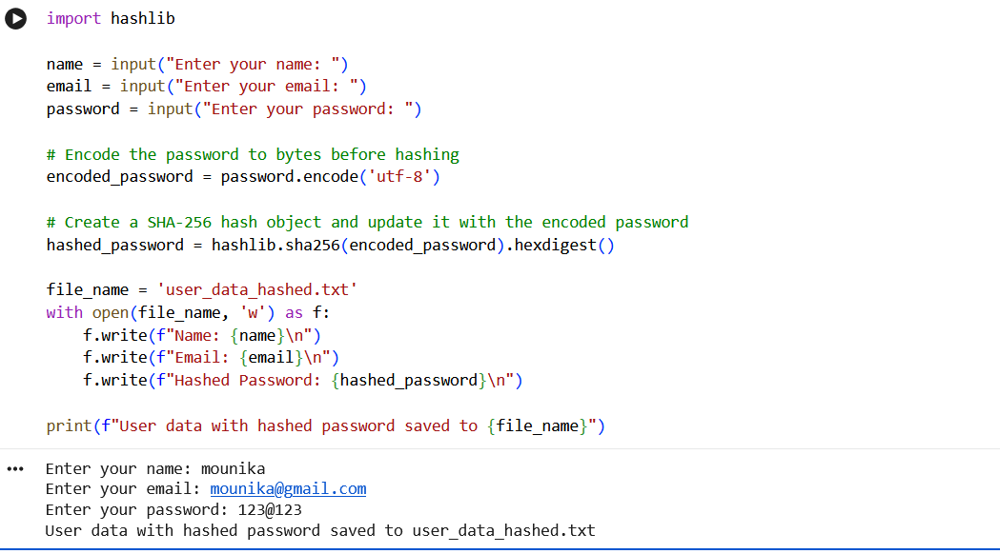 import hashlib
name = input("Enter your name: ")
email = input("Enter your email: ")
password = input("Enter your password: ")
# Encode the password to bytes before hashing
encoded_password = password.encode('utf-8')
# Create a SHA-256 hash object and update it with the encoded password
hashed_password = hashlib.sha256(encoded_password).hexdigest()
file_name = 'user_data_hashed.txt'
with open(file_name, 'w') as f:
    f.write(f"Name: {name}\n")
    f.write(f"Email: {email}\n")
    f.write(f"Hashed Password: {hashed_password}\n")
print(f"User data with hashed password saved to {file_name}")
Enter your name: mounika
Enter your email: mounika@gmail.com
Enter your password: 123@123
User data with hashed password saved to user_data_hashed.txt